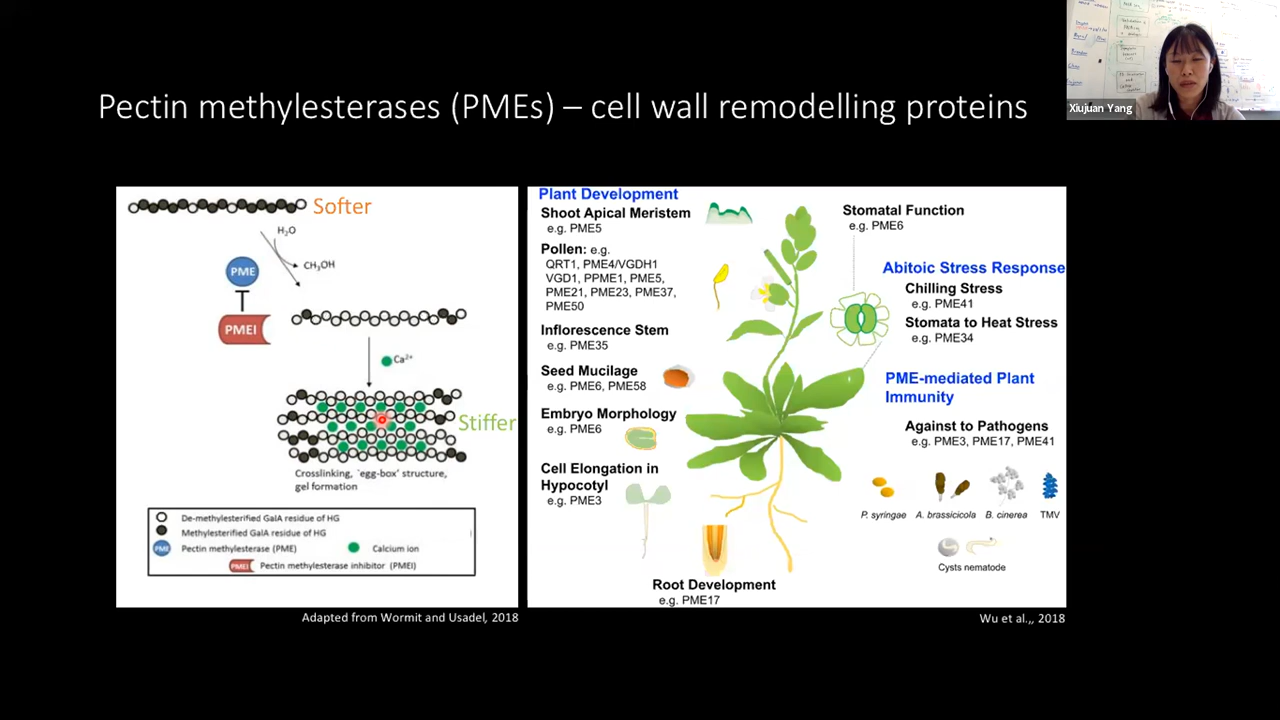 Xiujuan Yang
Pectin methylesterases (PMEs) – cell wall remodelling proteins
Softer
H₂O
CH₃OH
PME
PMEI
Ca²⁺
Stiffer
Crosslinking, `egg-box' structure,
gel formation
De-methylesterified GalA residue of HG
Methylesterified GalA residue of HG
PME Pectin methylesterase (PME)
Calcium ion
PMEI Pectin methylesterase inhibitor (PMEI)
Adapted from Wormit and Usadel, 2018
Plant Development
Shoot Apical Meristem
e.g. PME5
Pollen: e.g.
QRT1, PME4/VGDH1
VGD1, PPME1, PME5,
PME21, PME23, PME37,
PME50
Inflorescence Stem
e.g. PME35
Seed Mucilage
e.g. PME6, PME58
Embryo Morphology
e.g. PME6
Cell Elongation in
Hypocotyl
e.g. PME3
Root Development
e.g. PME17
Stomatal Function
e.g. PME6
Abitoic Stress Response
Chilling Stress
e.g. PME41
Stomata to Heat Stress
e.g. PME34
PME-mediated Plant
Immunity
Against to Pathogens
e.g. PME3, PME17, PME41
P. syringae
A. brassicicola
B. cinerea
TMV
Cysts nematode
Wu et al.,, 2018